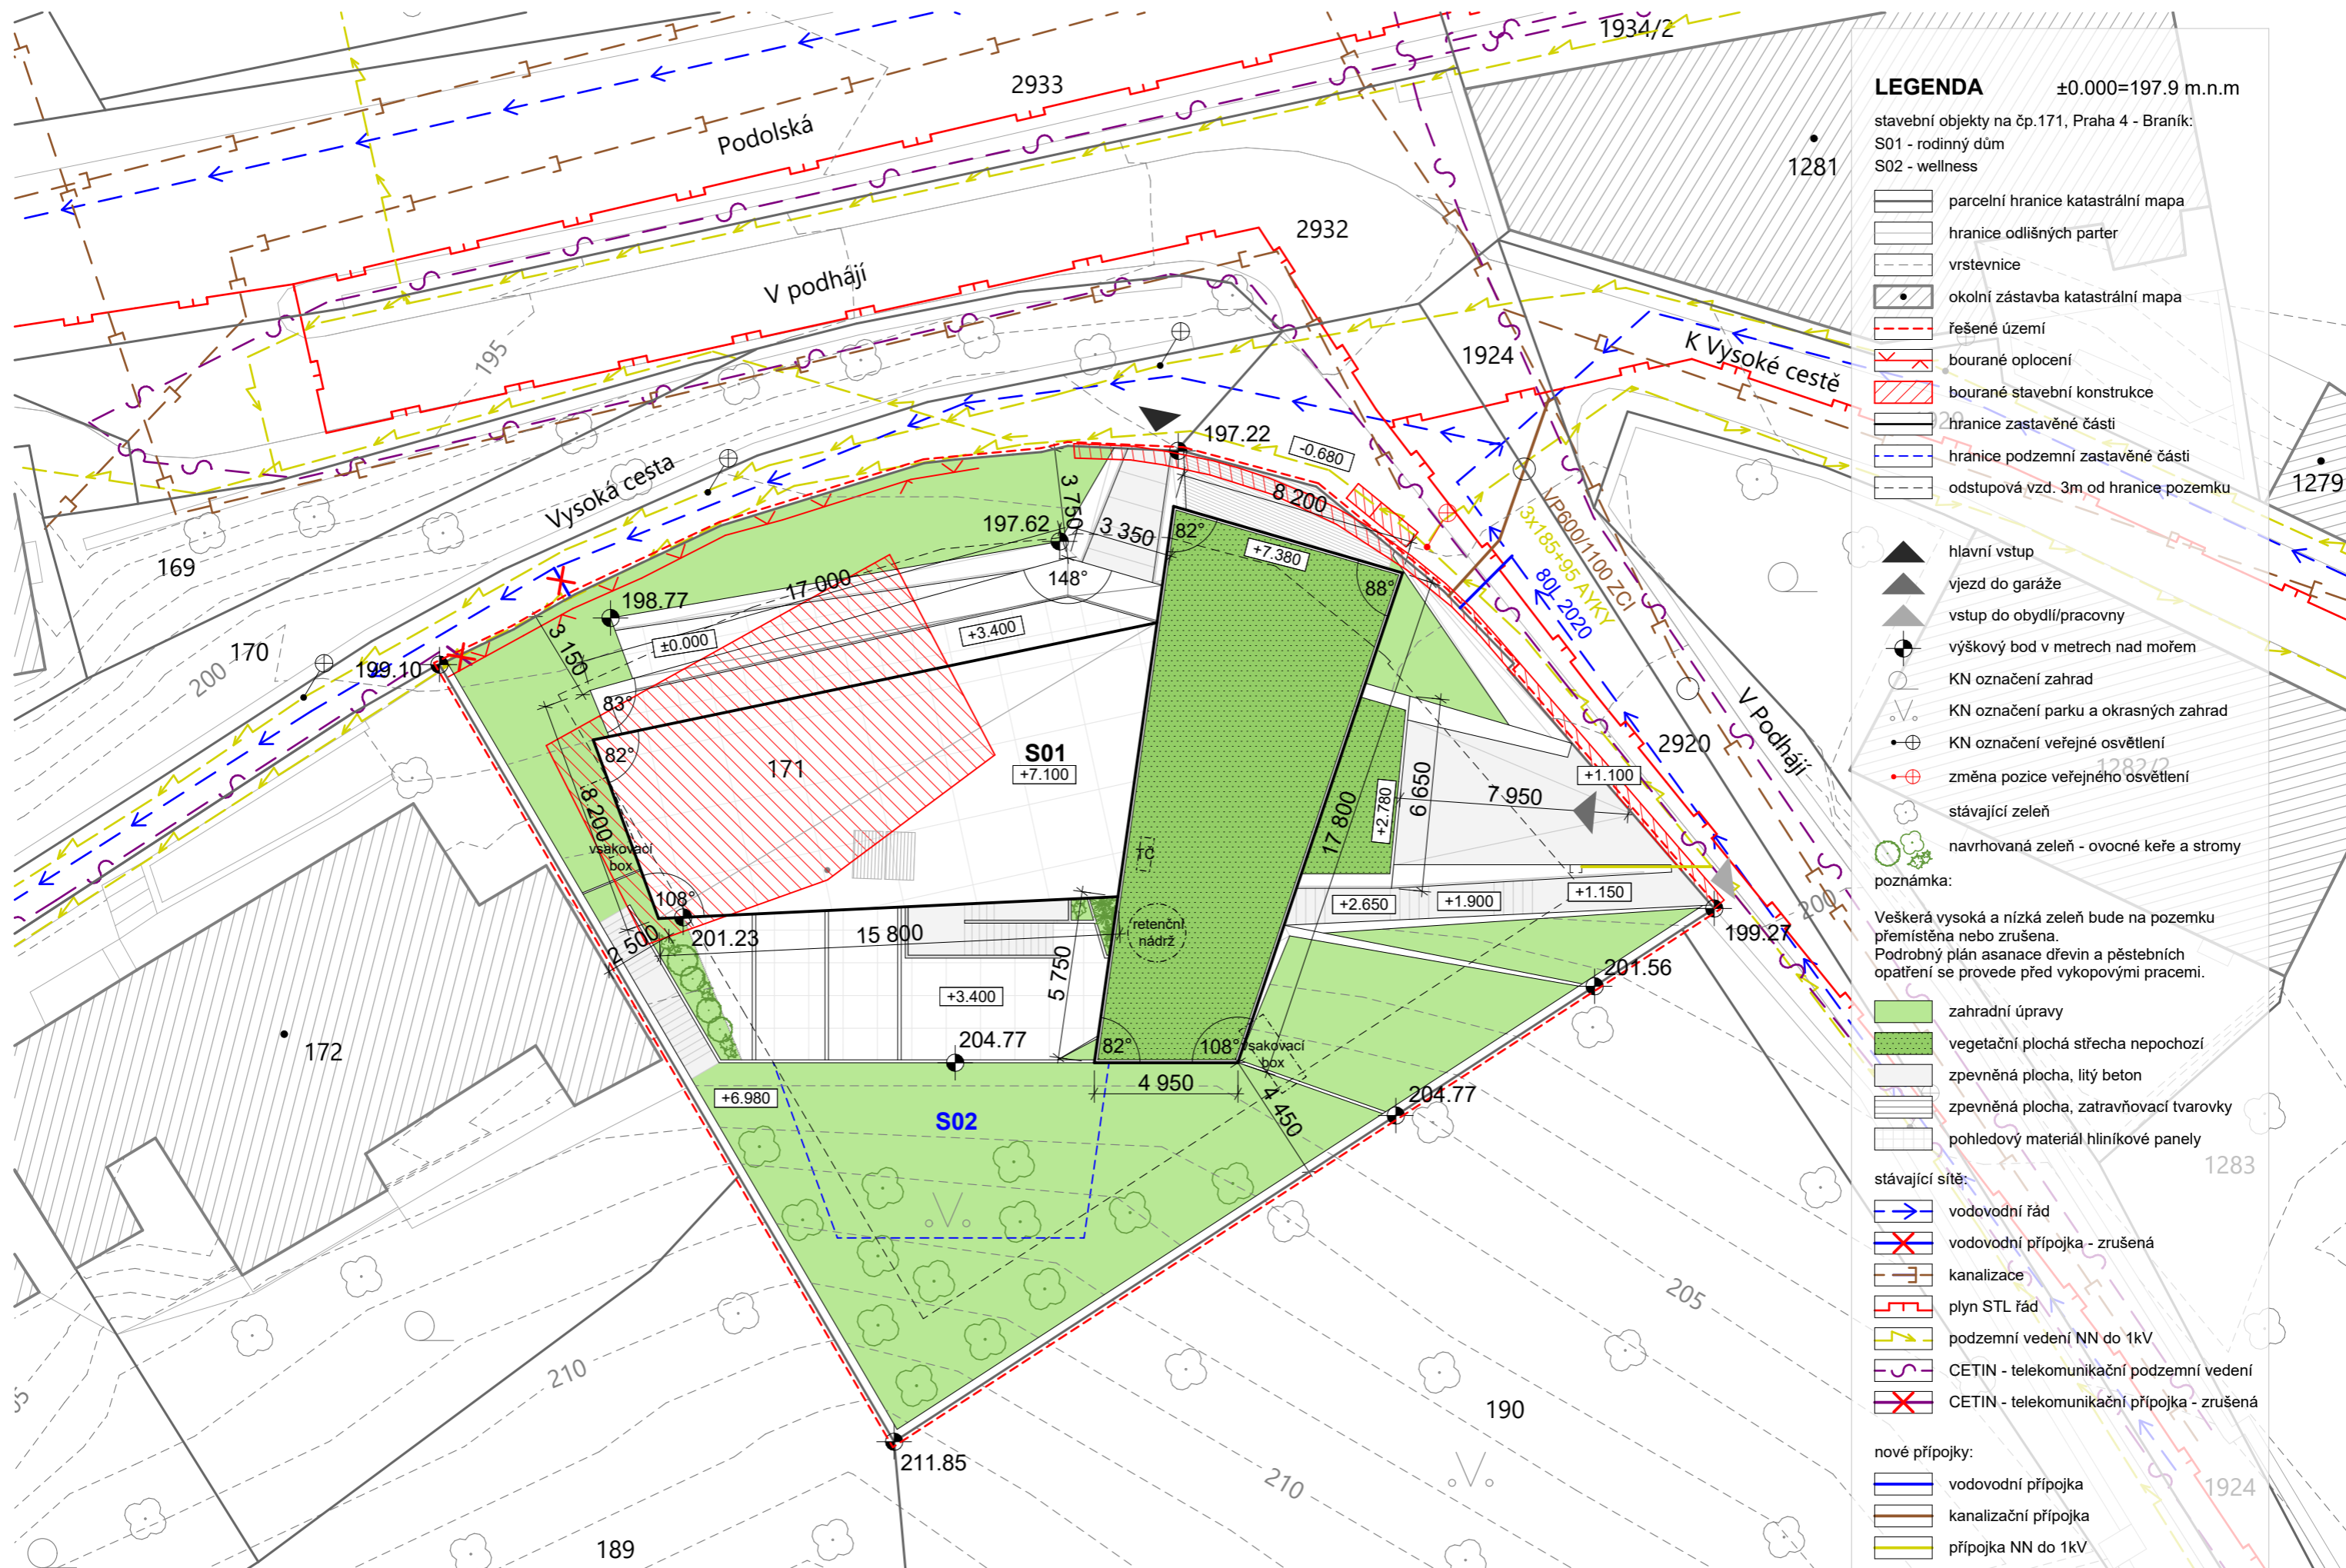 1934/2
2933
Podolská
2932
V podhájí
195
1924
K Vysoké cestě
1281
1279
197.22
-0.680
Vysoká cesta
3 750
8 200
197.62
3 350
82°
+7.380
VP600/1100 ZCI
3x185+95 AYKY
80L 2020
169
17 000
148°
88°
198.77
±0.000
+3.400
3 150
170
200
199.10
83°
82°
S01
+7.100
171
2920
V Podhájí
1282/2
+1.100
6 650
7 950
+2.780
17 800
8 200
vsakovací
box
TČ
108°
+2.650
+1.900
+1.150
200
199.27
2 500
201.23
15 800
retenční
nádrž
201.56
5 750
+3.400
204.77
172
82°
108°
vsakovací
box
4 950
204.77
+6.980
S02
4 450
205
210
190
211.85
210
189
1283
1924
LEGENDA ±0.000=197.9 m.n.m
stavební objekty na čp.171, Praha 4 - Braník:
S01 - rodinný dům
S02 - wellness
parcelní hranice katastrální mapa
hranice odlišných parter
vrstevnice
okolní zástavba katastrální mapa
řešené území
bourané oplocení
bourané stavební konstrukce
hranice zastavěné části
hranice podzemní zastavěné části
odstupová vzd. 3m od hranice pozemku
hlavní vstup
vjezd do garáže
vstup do obydlí/pracovny
výškový bod v metrech nad mořem
KN označení zahrad
KN označení parku a okrasných zahrad
KN označení veřejné osvětlení
změna pozice veřejného osvětlení
stávající zeleň
navrhovaná zeleň - ovocné keře a stromy
poznámka:
Veškerá vysoká a nízká zeleň bude na pozemku
přemístěna nebo zrušena.
Podrobný plán asanace dřevin a pěstebních
opatření se provede před vykopovými pracemi.
zahradní úpravy
vegetační plochá střecha nepochozí
zpevněná plocha, litý beton
zpevněná plocha, zatravňovací tvarovky
pohledový materiál hliníkové panely
stávající sítě:
vodovodní řád
vodovodní přípojka - zrušená
kanalizace
plyn STL řád
podzemní vedení NN do 1kV
CETIN - telekomunikační podzemní vedení
CETIN - telekomunikační přípojka - zrušená
nové přípojky:
vodovodní přípojka
kanalizační přípojka
přípojka NN do 1kV